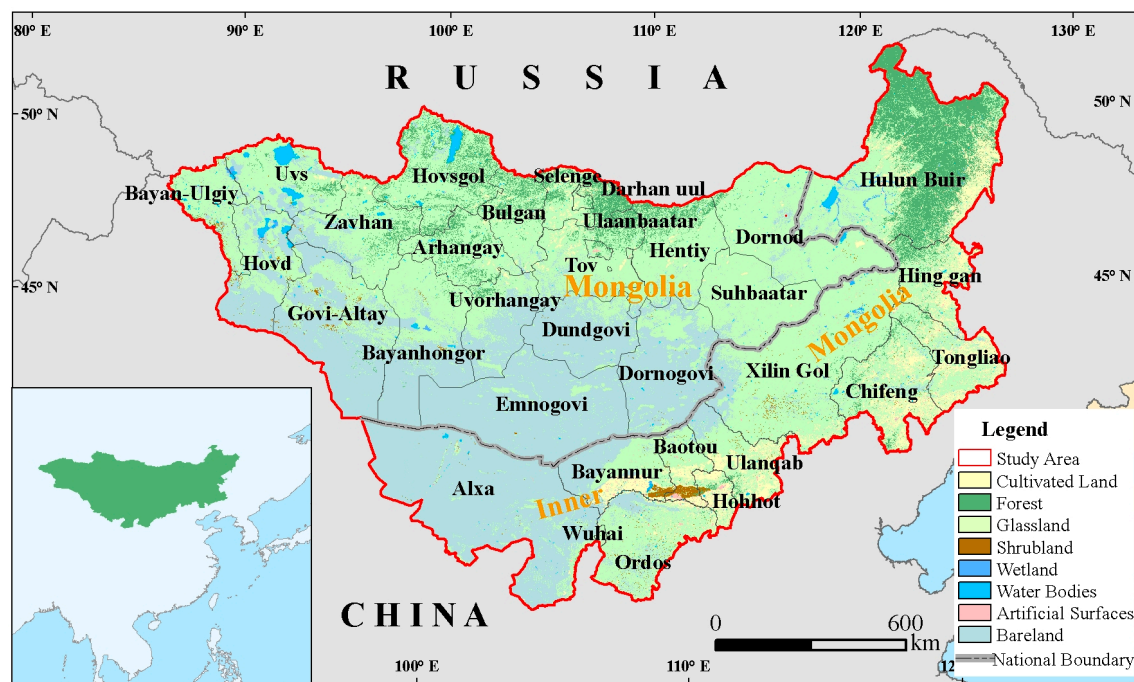 80° E
90° E
100° E
110° E
120° E
130° E
RUSSIA
50° N
50° N
Uvs
Hovsgol
Selenge
Darhan uul
Hulun Buir
Bayan-Ulgiy
Zavhan
Bulgan
Ulaanbaatar
Arhangay
Hentiy
Dornod
Hovd
Tov
Hing gan
45° N
45° N
Mongolia
Suhbaatar
Mongolia
Govi-Altay
Uvorhangay
Dundgovi
Bayanhongor
Dornogovi
Xilin Gol
Tongliao
Chifeng
Emnogovi
Baotou
Bayannur
Ulanqab
Alxa
Inner
Hohhot
Wuhai
Ordos
CHINA
Legend
Study Area
Cultivated Land
Forest
Glassland
Shrubland
Wetland
Water Bodies
Artificial Surfaces
Bareland
National Boundary
0
600
km
100° E
110° E
12